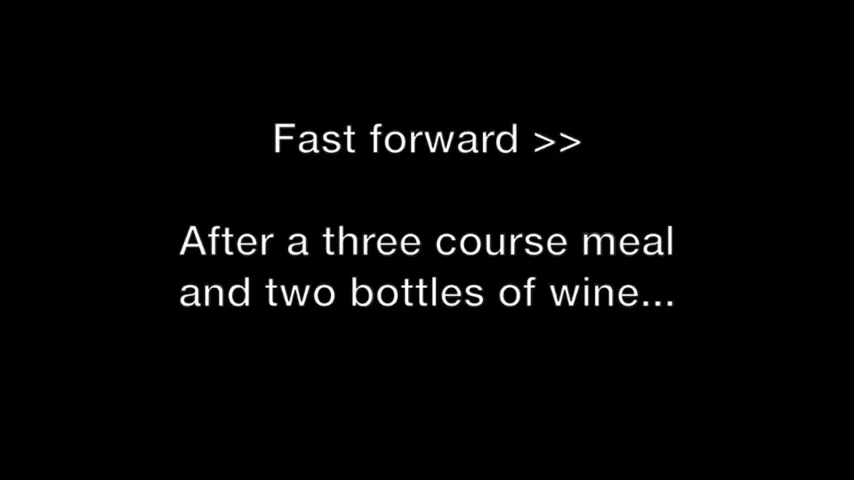 Fast forward >>
After a three course meal
and two bottles of wine...